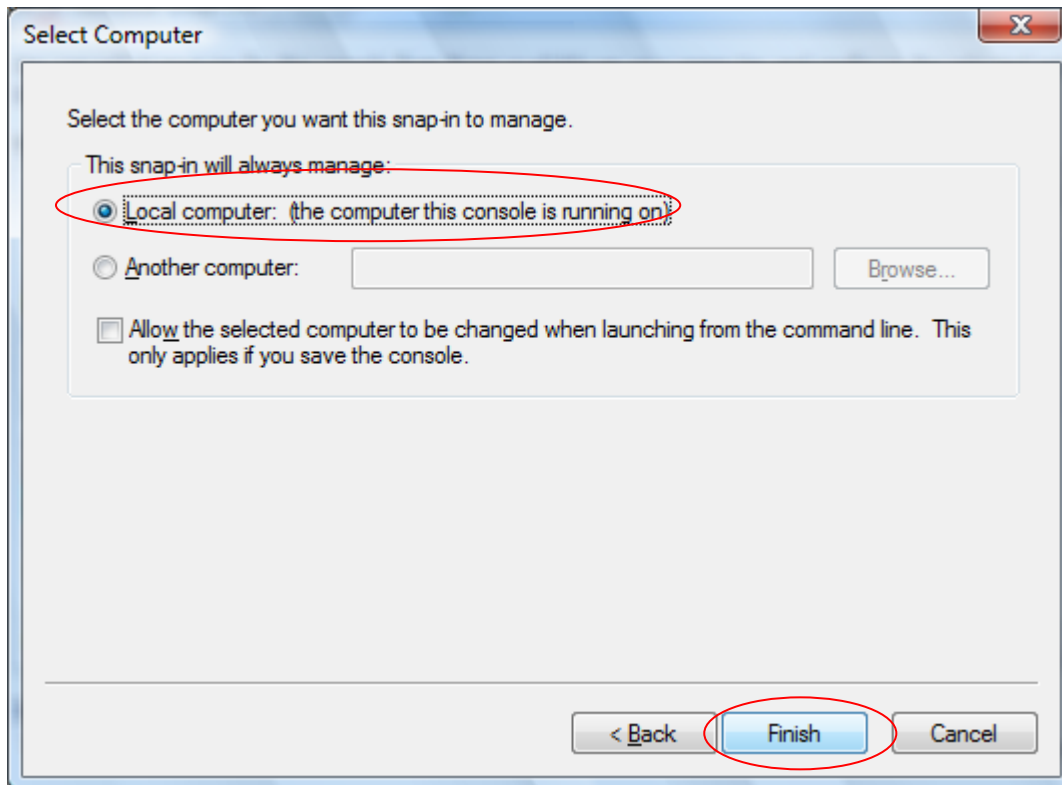 Select Computer
X
Select the computer you want this snap-in to manage.
This snap-in will always manage:
Local computer: (the computer this console is running on)
Another computer:
Browse...
Allow the selected computer to be changed when launching from the command line. This
only applies if you save the console.
< Back
Finish
Cancel